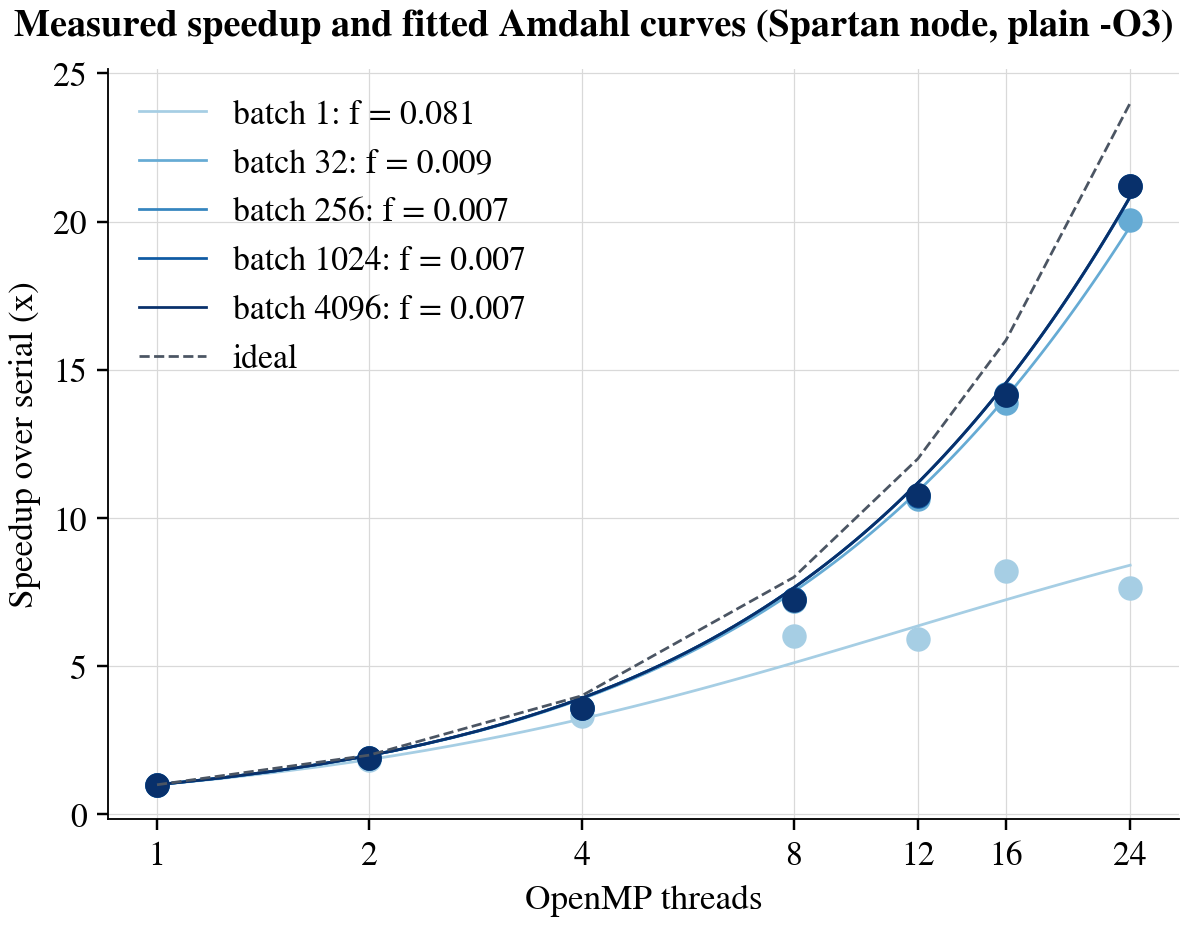 Measured speedup and fitted Amdahl curves (Spartan node, plain -O3)
25
20
15
10
5
0
Speedup over serial (x)
batch 1: f = 0.081
batch 32: f = 0.009
batch 256: f = 0.007
batch 1024: f = 0.007
batch 4096: f = 0.007
ideal
1 2 4 8 12 16 24
OpenMP threads